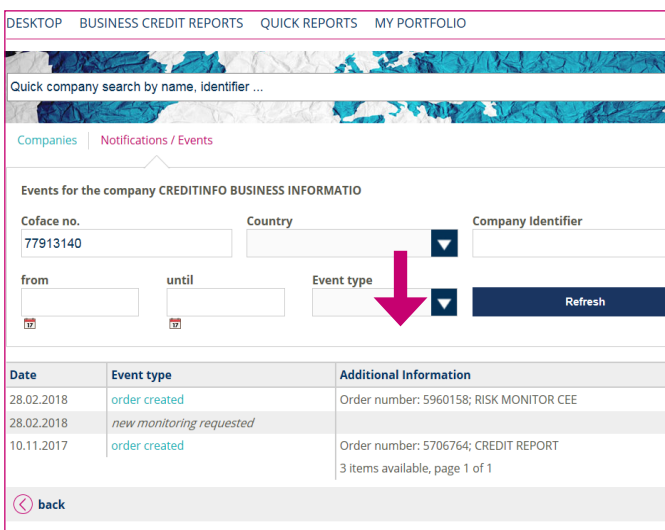 DESKTOP BUSINESS CREDIT REPORTS QUICK REPORTS MY PORTFOLIO
Quick company search by name, identifier ...
Companies Notifications / Events
Events for the company CREDITINFO BUSINESS INFORMATIO
Coface no. Country Company Identifier
77913140
from until Event type
Refresh
17 17
Date Event type Additional Information
28.02.2018 order created Order number: 5960158; RISK MONITOR CEE
28.02.2018 new monitoring requested
10.11.2017 order created Order number: 5706764; CREDIT REPORT
3 items available, page 1 of 1
back